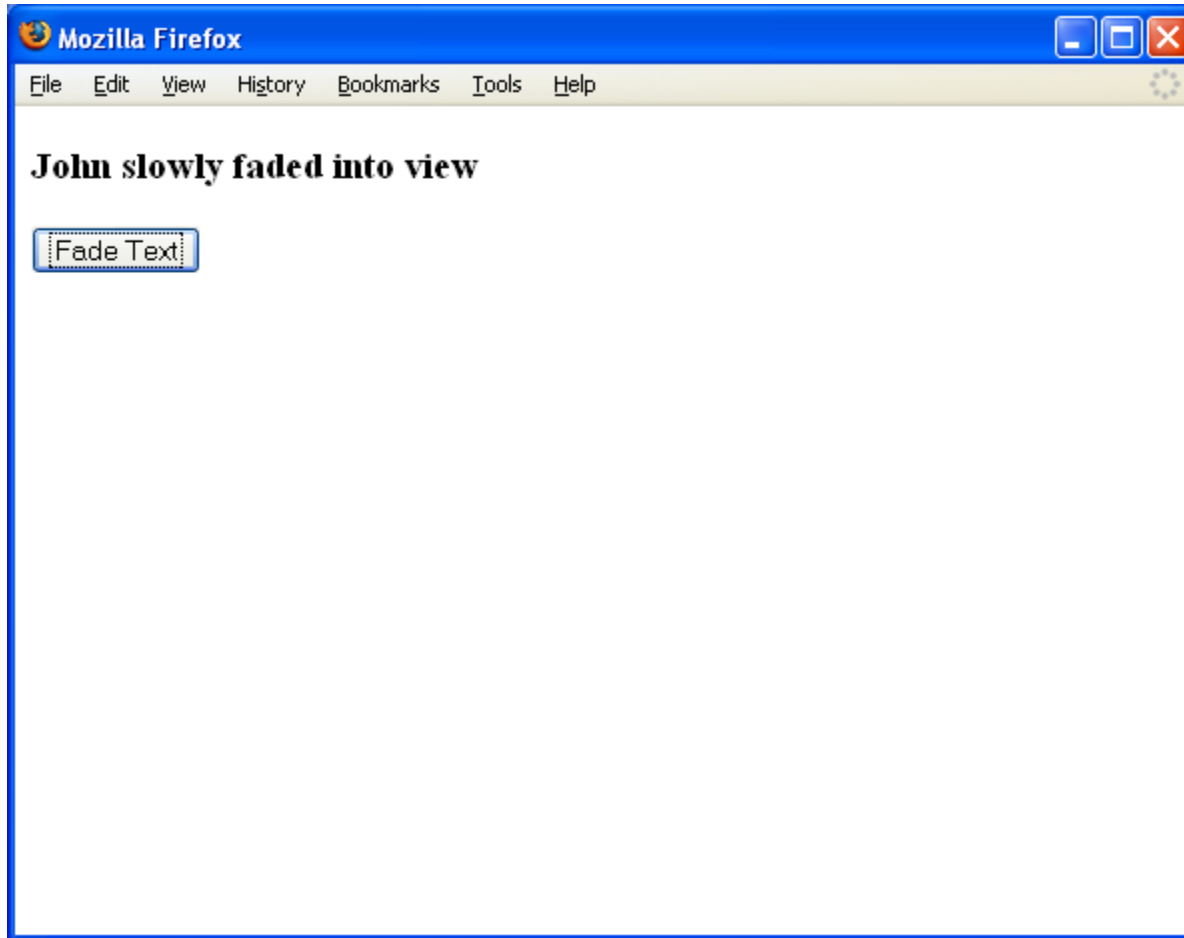 Mozilla Firefox
File Edit View History Bookmarks Tools Help
John slowly faded into view
Fade Text